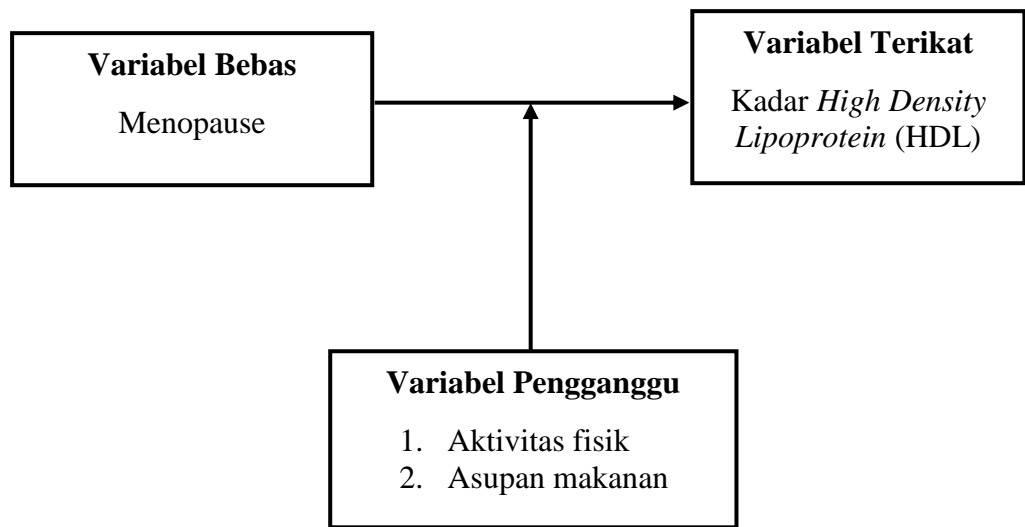 Variabel Bebas
Menopause
Variabel Terikat
Kadar High Density
Lipoprotein (HDL)
Variabel Pengganggu
1. Aktivitas fisik
2. Asupan makanan